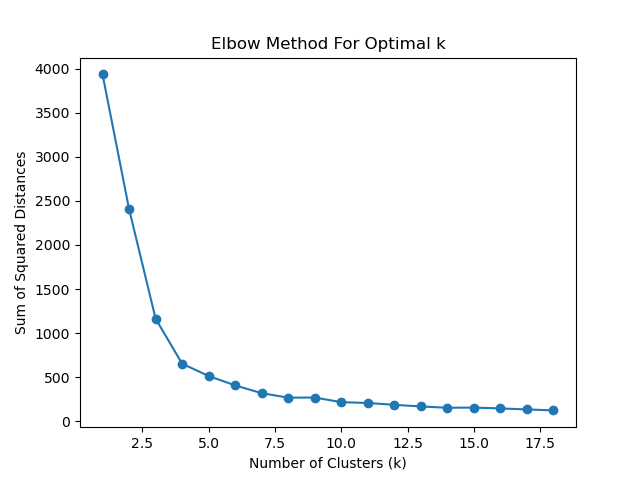 Elbow Method For Optimal k
4000
3500
3000
2500
2000
1500
1000
500
0
Sum of Squared Distances
2.5 5.0 7.5 10.0 12.5 15.0 17.5
Number of Clusters (k)